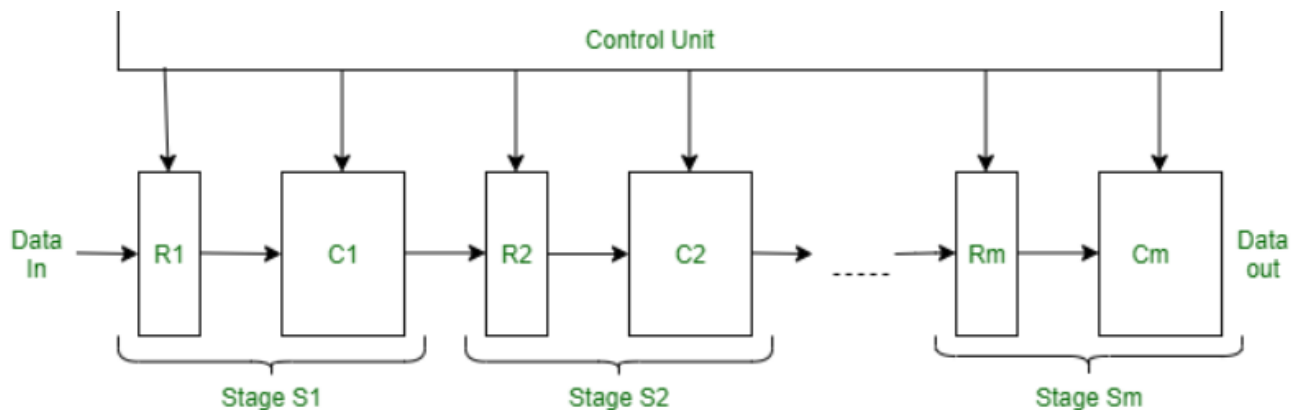 Control Unit
Data
In
R1
C1
R2
C2
Rm
Cm
Data
out
Stage S1
Stage S2
Stage Sm